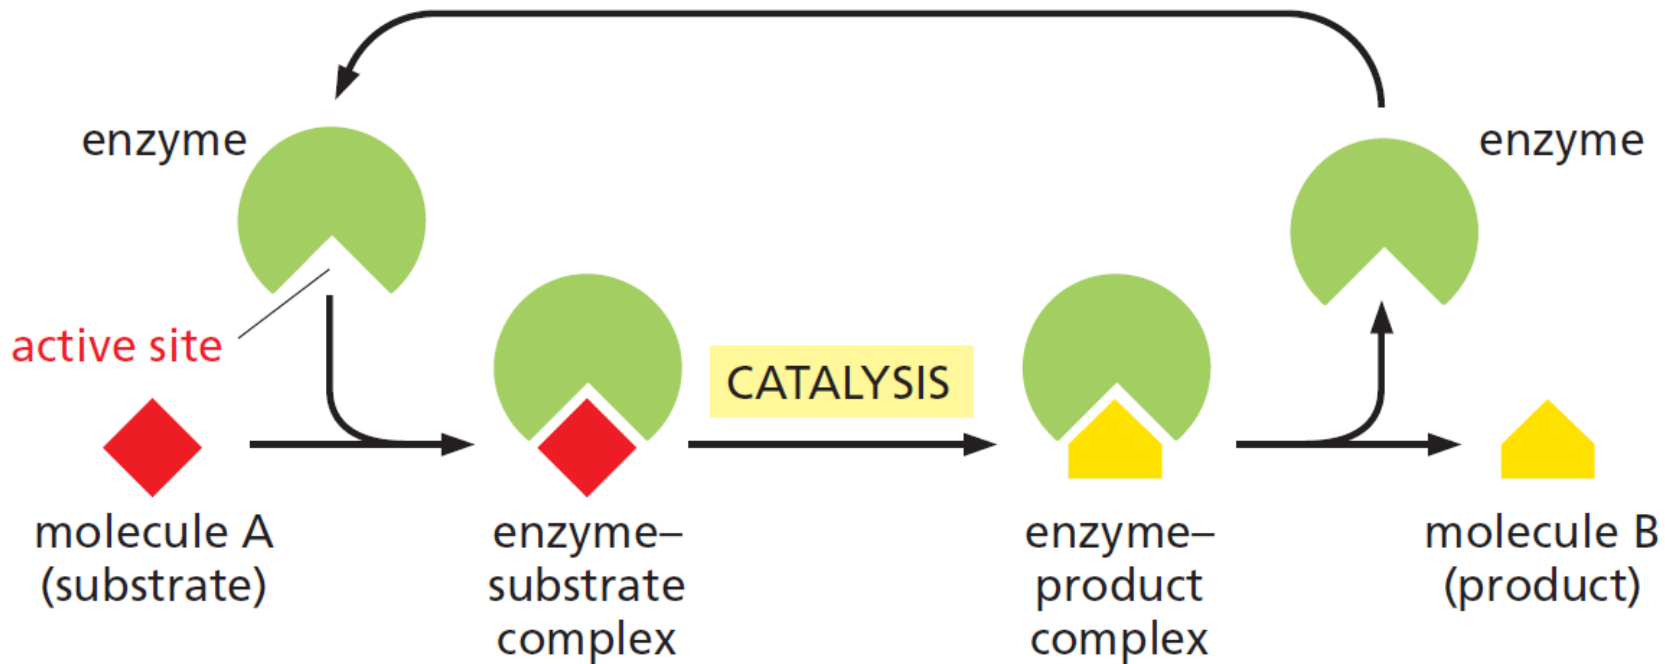 enzyme
enzyme
active site
CATALYSIS
molecule A
(substrate)
enzyme–
substrate
complex
enzyme–
product
complex
molecule B
(product)